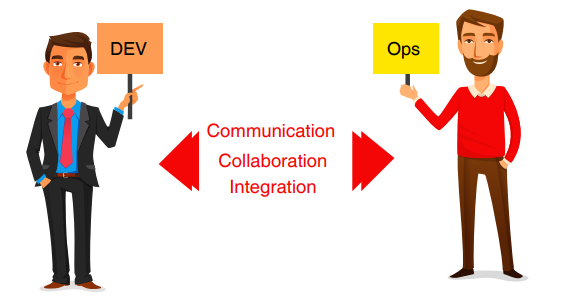 DEV
Ops
Communication
Collaboration
Integration